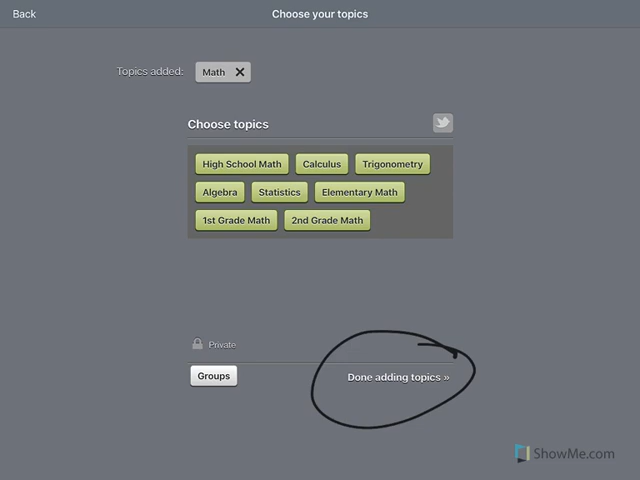 Back Choose your topics
Topics added: Math ✕
Choose topics
High School Math Calculus Trigonometry
Algebra Statistics Elementary Math
1st Grade Math 2nd Grade Math
Private
Groups Done adding topics »
ShowMe.com